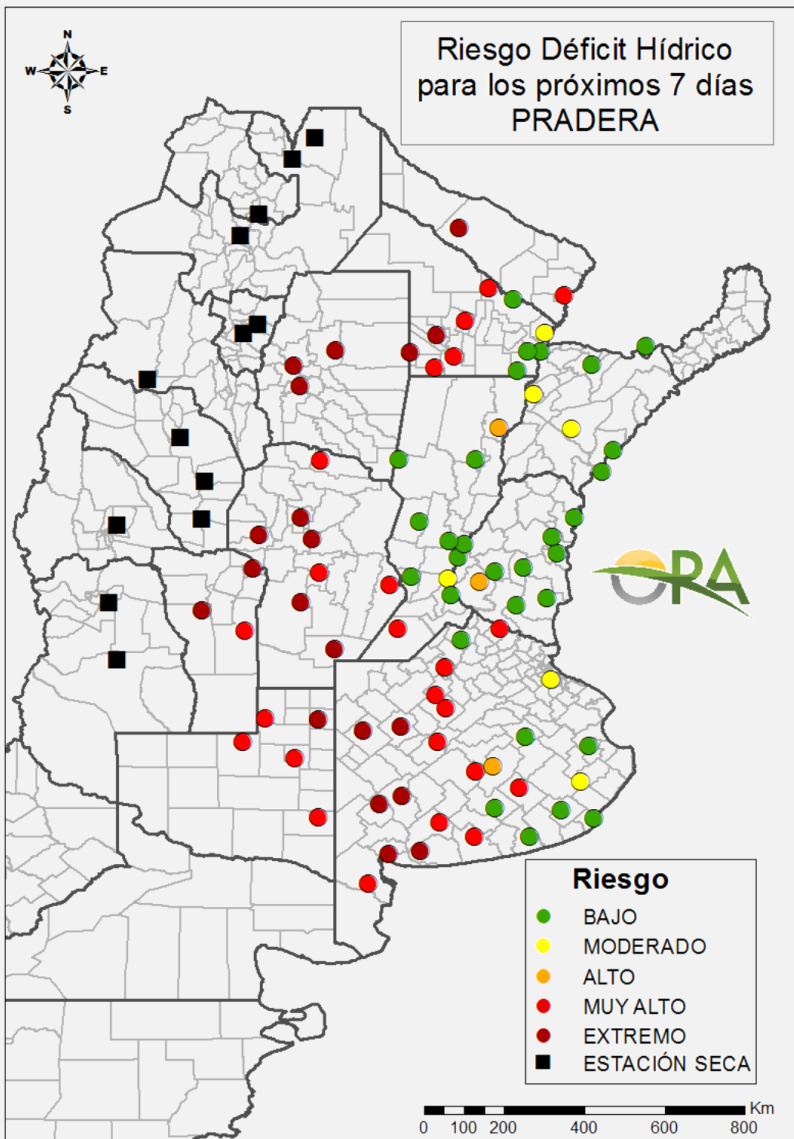 N
W E
S
Riesgo Déficit Hídrico
para los próximos 7 días
PRADERA
OPA
Riesgo
BAJO
MODERADO
ALTO
MUY ALTO
EXTREMO
ESTACIÓN SECA
Km
0 100 200 400 600 800